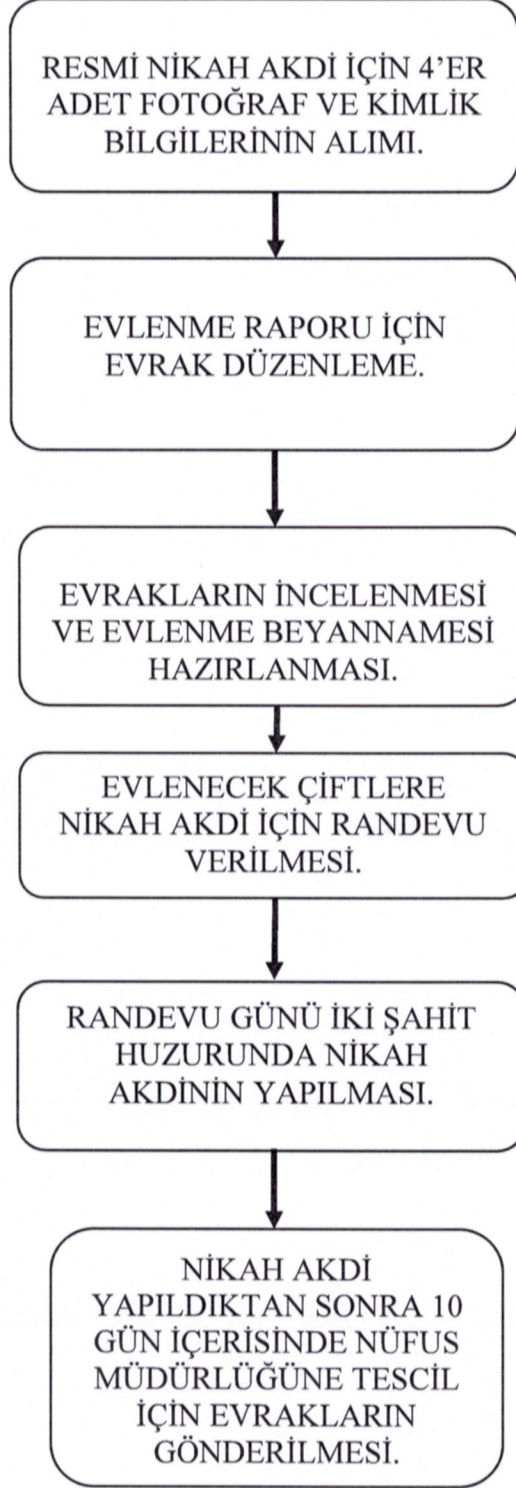 RESMİ NİKAH AKDİ İÇİN 4’ER
ADET FOTOĞRAF VE KİMLİK
BİLGİLERİNİN ALIMI.
EVLENME RAPORU İÇİN
EVRAK DÜZENLEME.
EVRAKLARIN İNCELENMESİ
VE EVLENME BEYANNAMESİ
HAZIRLANMASI.
EVLENECEK ÇİFTLERE
NİKAH AKDİ İÇİN RANDEVU
VERİLMESİ.
RANDEVU GÜNÜ İKİ ŞAHİT
HUZURUNDA NİKAH
AKDİNİN YAPILMASI.
NİKAH AKDİ
YAPILDIKTAN SONRA 10
GÜN İÇERİSİNDE NÜFUS
MÜDÜRLÜĞÜNE TESCİL
İÇİN EVRAKLARIN
GÖNDERİLMESİ.